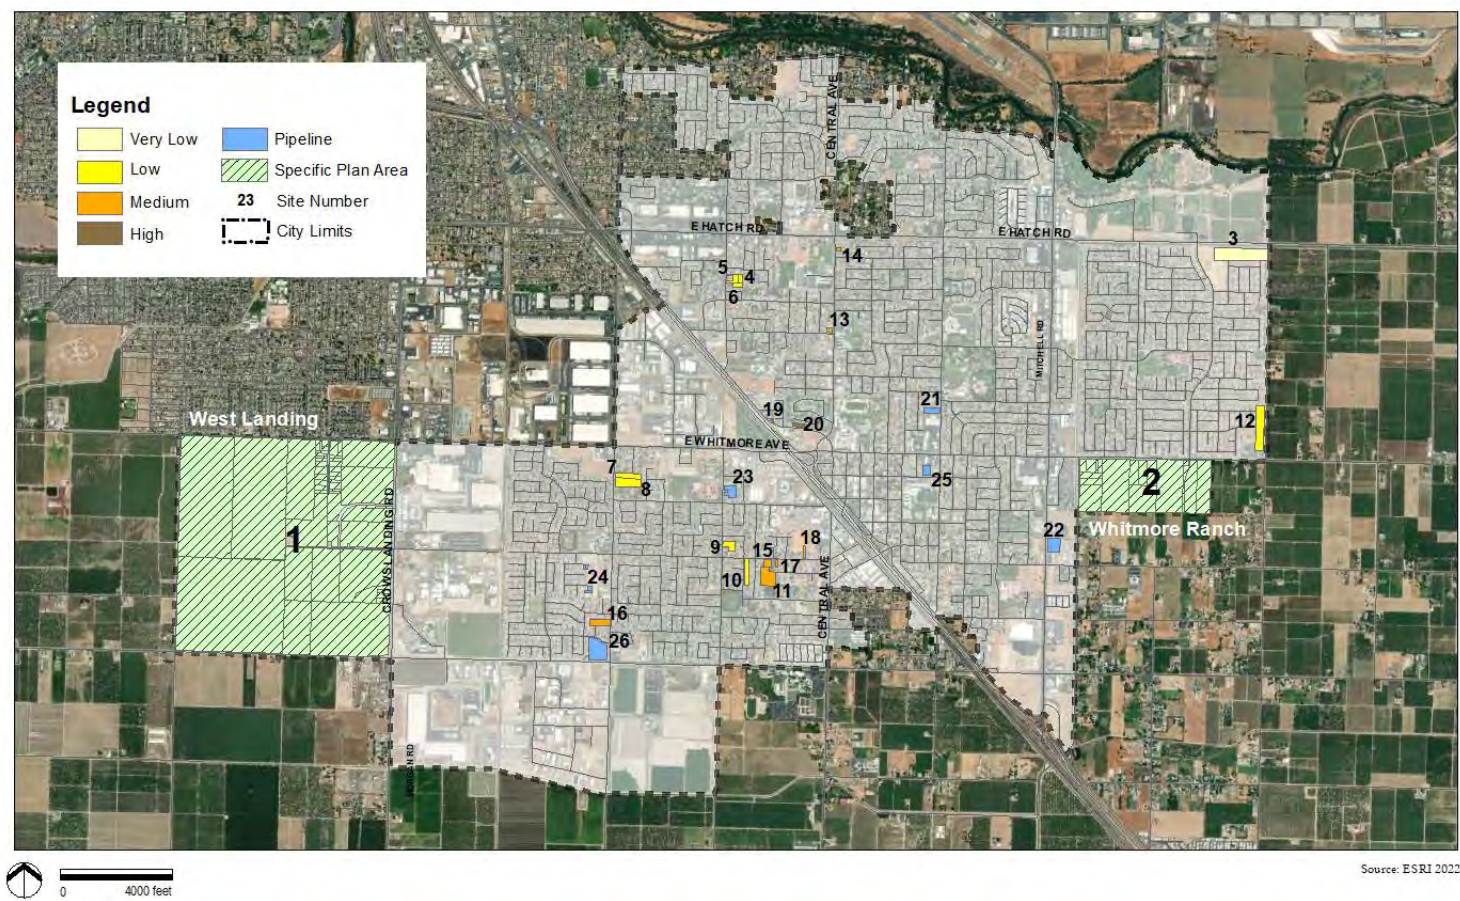 Legend
Very Low
Low
Medium
High
Pipeline
Specific Plan Area
23 Site Number
City Limits
CENTRAL AVE
E HATCH RD
E HATCH RD
3
14
5
4
6
13
MITCHELL RD
West Landing
19
20
21
12
E WHITMORE AVE
7
8
23
25
2
Whitmore Ranch
1
CROWS LANDING RD
22
9
15
18
17
10
11
CENTRAL AVE
24
16
26
MORGAN RD
0 4000 feet
Source: ESRI 2022